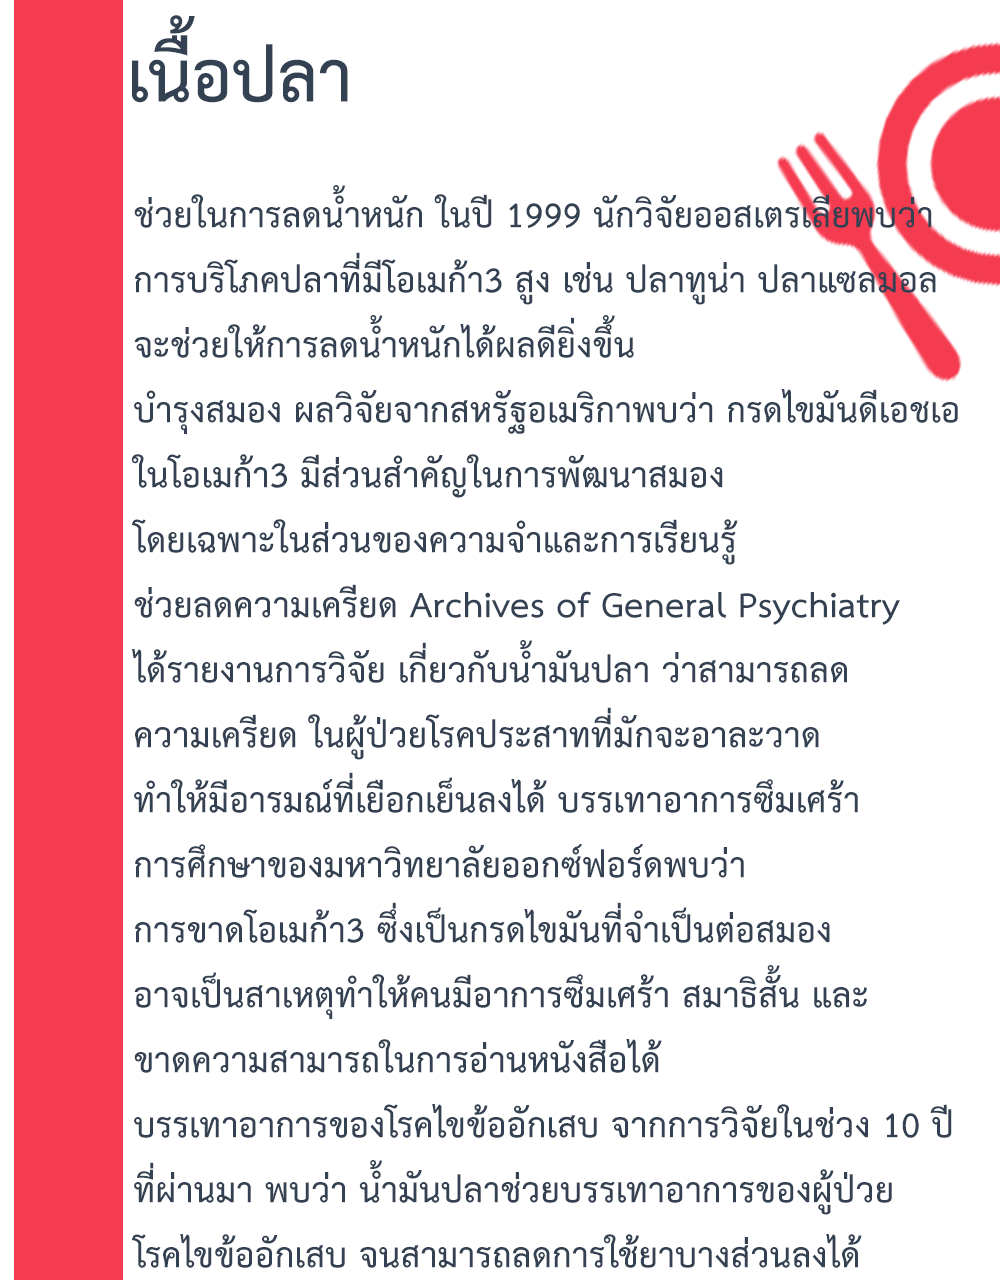 เนื้อปลา
ช่วยในการลดน้ำหนัก ในปี 1999 นักวิจัยออสเตรเลียพบว่า
การบริโภคปลาที่มีโอเมก้า3 สูง เช่น ปลาทูน่า ปลาแซลมอล
จะช่วยให้การลดน้ำหนักได้ผลดียิ่งขึ้น
บำรุงสมอง ผลวิจัยจากสหรัฐอเมริกาพบว่า กรดไขมันดีเอชเอ
ในโอเมก้า3 มีส่วนสำคัญในการพัฒนาสมอง
โดยเฉพาะในส่วนของความจำและการเรียนรู้
ช่วยลดความเครียด Archives of General Psychiatry
ได้รายงานการวิจัย เกี่ยวกับน้ำมันปลา ว่าสามารถลด
ความเครียด ในผู้ป่วยโรคประสาทที่มักจะอาละวาด
ทำให้มีอารมณ์ที่เยือกเย็นลงได้ บรรเทาอาการซึมเศร้า
การศึกษาของมหาวิทยาลัยออกซ์ฟอร์ดพบว่า
การขาดโอเมก้า3 ซึ่งเป็นกรดไขมันที่จำเป็นต่อสมอง
อาจเป็นสาเหตุทำให้คนมีอาการซึมเศร้า สมาธิสั้น และ
ขาดความสามารถในการอ่านหนังสือได้
บรรเทาอาการของโรคไขข้ออักเสบ จากการวิจัยในช่วง 10 ปี
ที่ผ่านมา พบว่า น้ำมันปลาช่วยบรรเทาอาการของผู้ป่วย
โรคไขข้ออักเสบ จนสามารถลดการใช้ยาบางส่วนลงได้